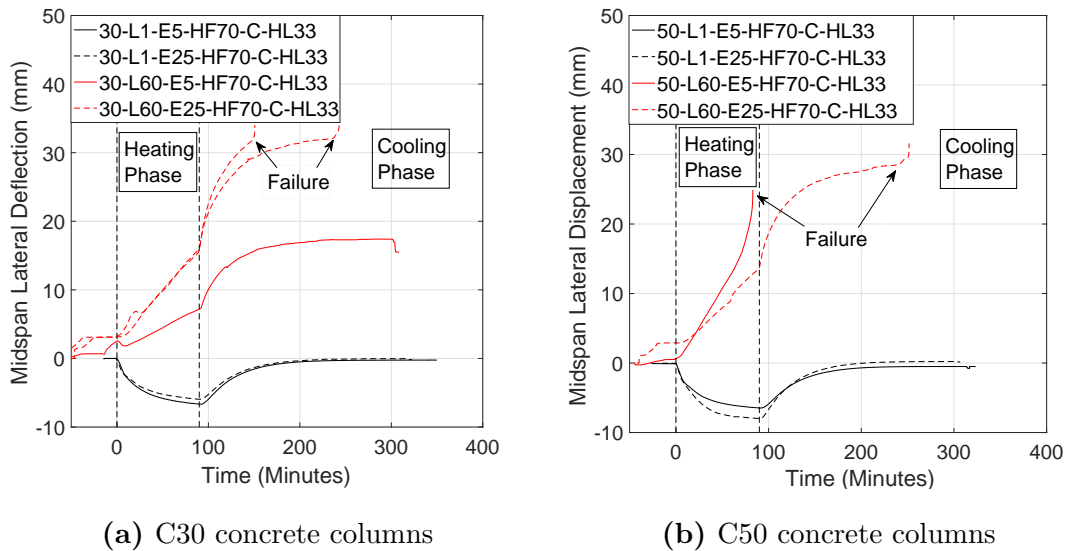 50
40
30
20
10
0
-10
Midspan Lateral Deflection (mm)
30-L1-E5-HF70-C-HL33
30-L1-E25-HF70-C-HL33
30-L60-E5-HF70-C-HL33
30-L60-E25-HF70-C-HL33
Heating
Phase
Failure
Cooling
Phase
0 100 200 300 400
Time (Minutes)
(a) C30 concrete columns
50
40
30
20
10
0
-10
Midspan Lateral Displacement (mm)
50-L1-E5-HF70-C-HL33
50-L1-E25-HF70-C-HL33
50-L60-E5-HF70-C-HL33
50-L60-E25-HF70-C-HL33
Heating
Phase
Failure
Cooling
Phase
0 100 200 300 400
Time (Minutes)
(b) C50 concrete columns